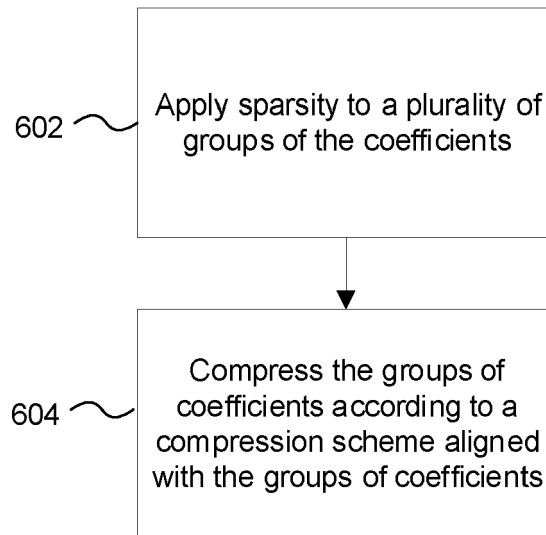 602
Apply sparsity to a plurality of
groups of the coefficients
604
Compress the groups of
coefficients according to a
compression scheme aligned
with the groups of coefficients